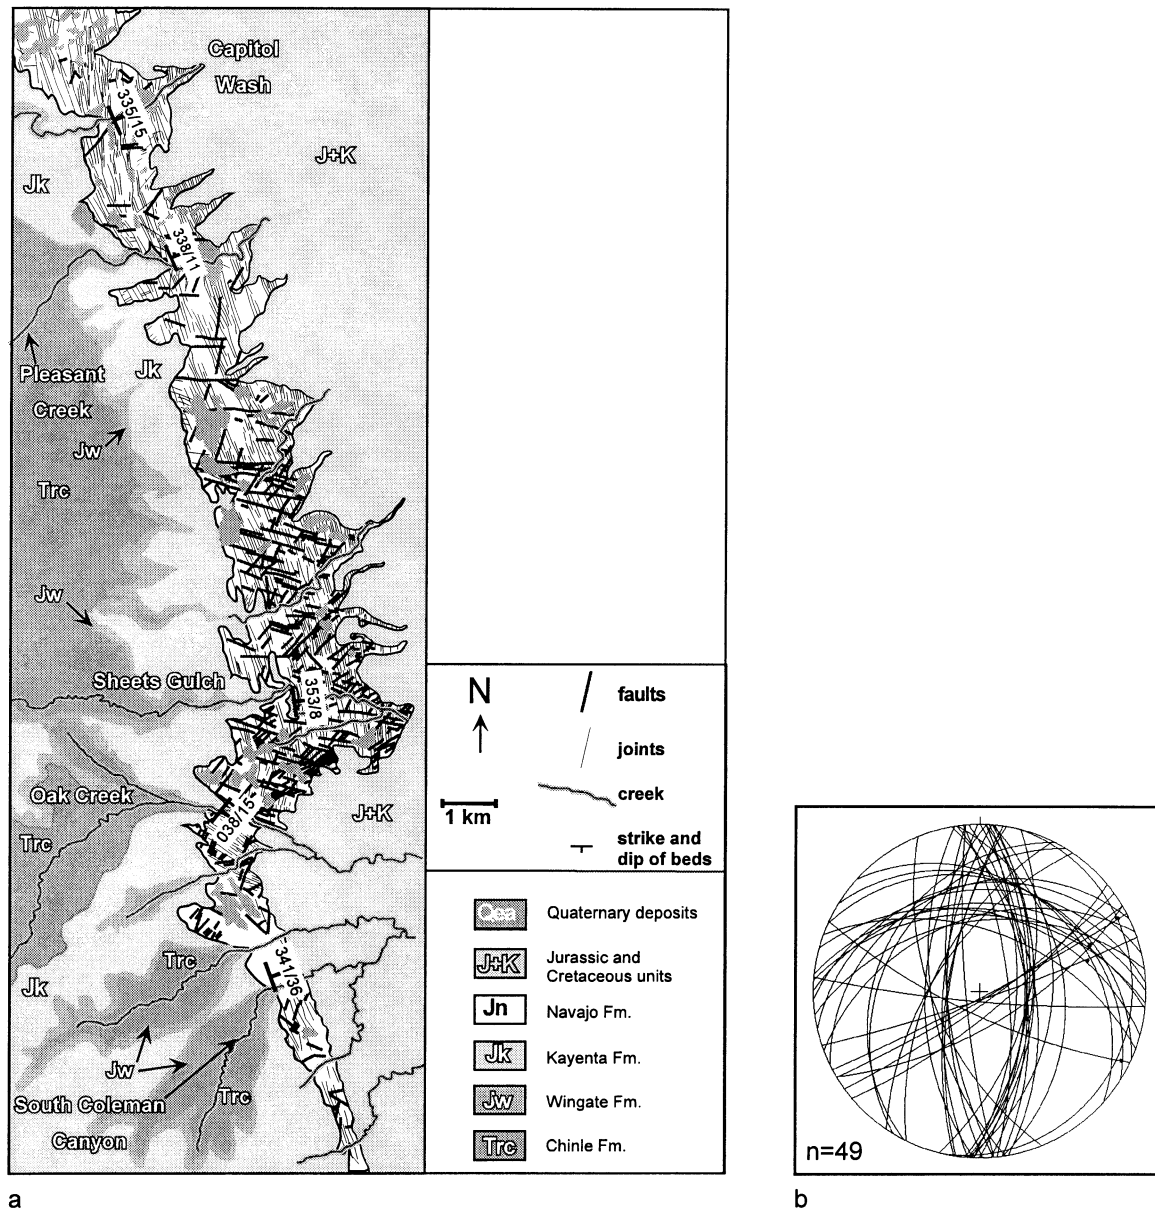 Capitol
Wash
335/15
J+K
Jk
338/11
Pleasant
Creek
Jk
Jw
Trc
Jw
Sheets Gulch
353/8
Oak Creek
038/15
J+K
Trc
Trc
341/36
Jk
Jw
Trc
South Coleman
Canyon
N
1 km
faults
joints
creek
strike and
dip of beds
Qea Quaternary deposits
J+K Jurassic and
Cretaceous units
Jn Navajo Fm.
Jk Kayenta Fm.
Jw Wingate Fm.
Trc Chinle Fm.
n=49
a
b